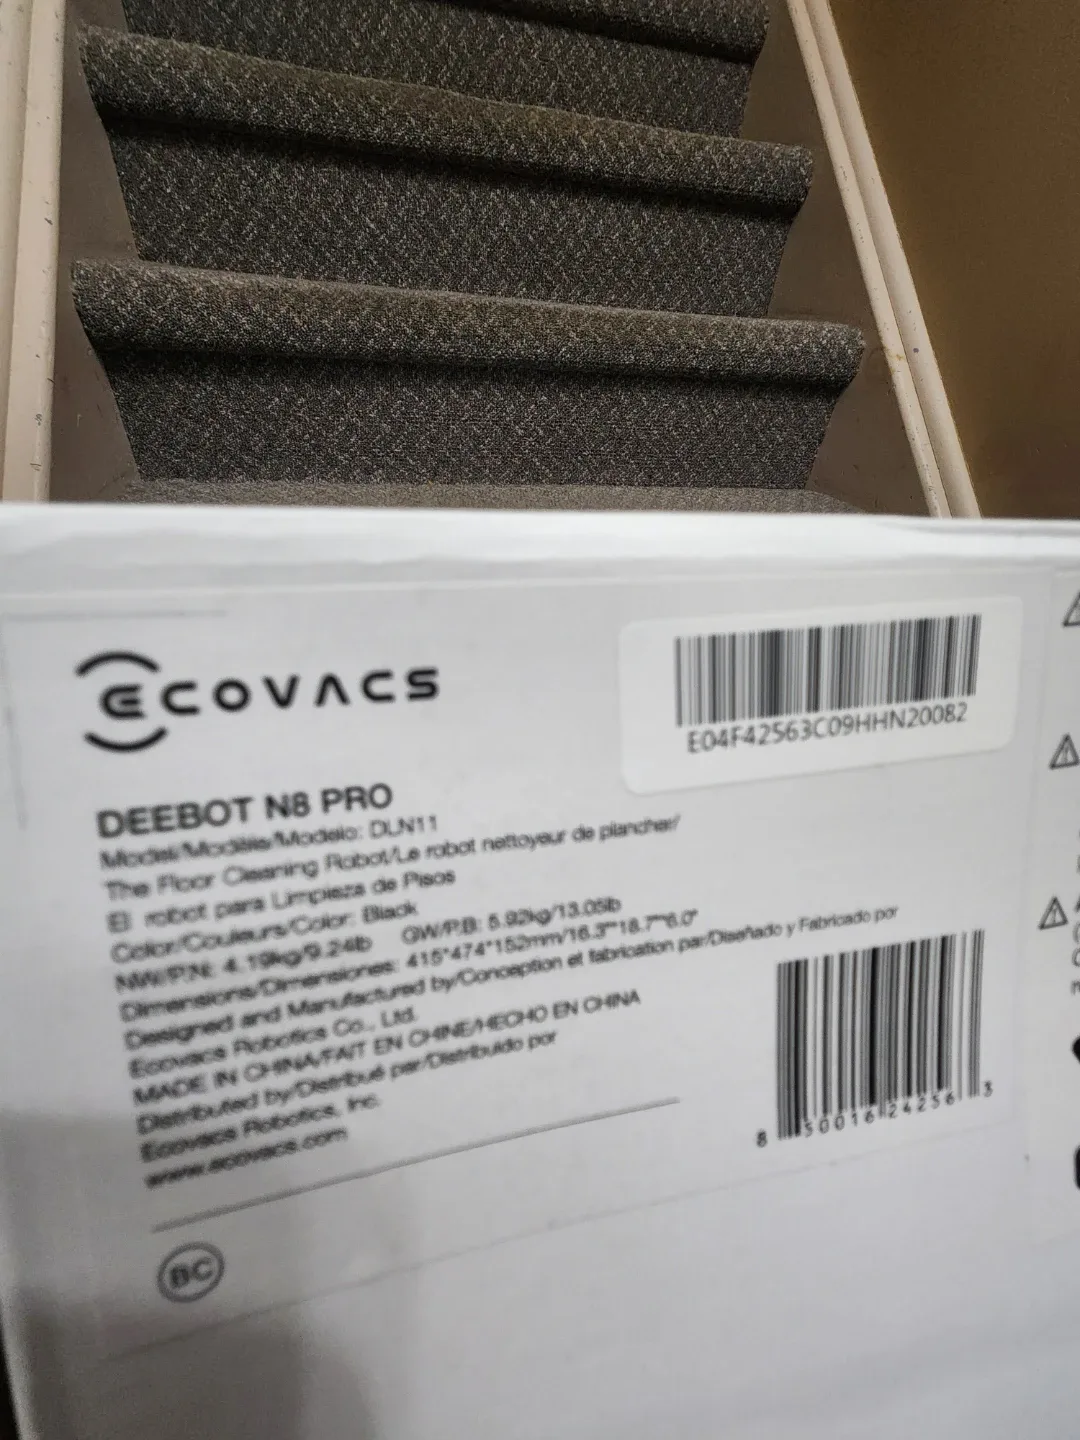 ECOVACS
E04F42563C09HHN20082
DEEBOT N8 PRO
Model/Modèle/Modelo: DLN11
The Floor Cleaning Robot/Le robot nettoyeur de plancher/
El robot para Limpieza de Pisos
Color/Couleurs/Color: Black
NW/P.N: 4.19kg/9.24lb GW/P.B: 5.92kg/13.05lb
Dimensions/Dimensiones: 415*474*152mm/16.3"*18.7"*6.0"
Designed and Manufactured by/Conception et fabrication par/Diseñado y Fabricado por
Ecovacs Robotics Co., Ltd.
MADE IN CHINA/FAIT EN CHINE/HECHO EN CHINA
Distributed by/Distribué par/Distribuido por
Ecovacs Robotics, Inc.
www.ecovacs.com
8 50016 24256 3
BC